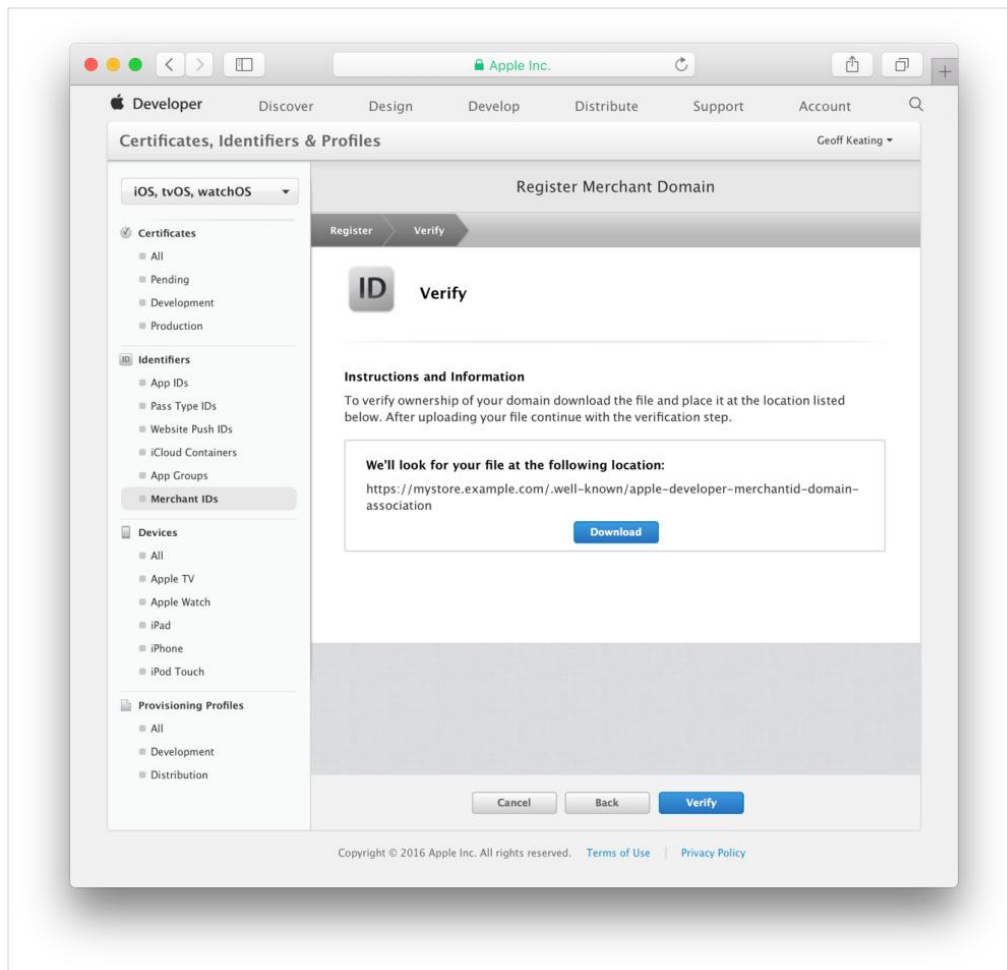 Apple Inc.
Developer Discover Design Develop Distribute Support Account
Certificates, Identifiers & Profiles Geoff Keating
iOS, tvOS, watchOS
Certificates
All
Pending
Development
Production
ID Identifiers
App IDs
Pass Type IDs
Website Push IDs
iCloud Containers
App Groups
Merchant IDs
Devices
All
Apple TV
Apple Watch
iPad
iPhone
iPod Touch
Provisioning Profiles
All
Development
Distribution
Register Merchant Domain
Register Verify
ID Verify
Instructions and Information
To verify ownership of your domain download the file and place it at the location listed
below. After uploading your file continue with the verification step.
We'll look for your file at the following location:
https://mystore.example.com/.well-known/apple-developer-merchantid-domain-
association
Download
Cancel Back Verify
Copyright © 2016 Apple Inc. All rights reserved. Terms of Use | Privacy Policy